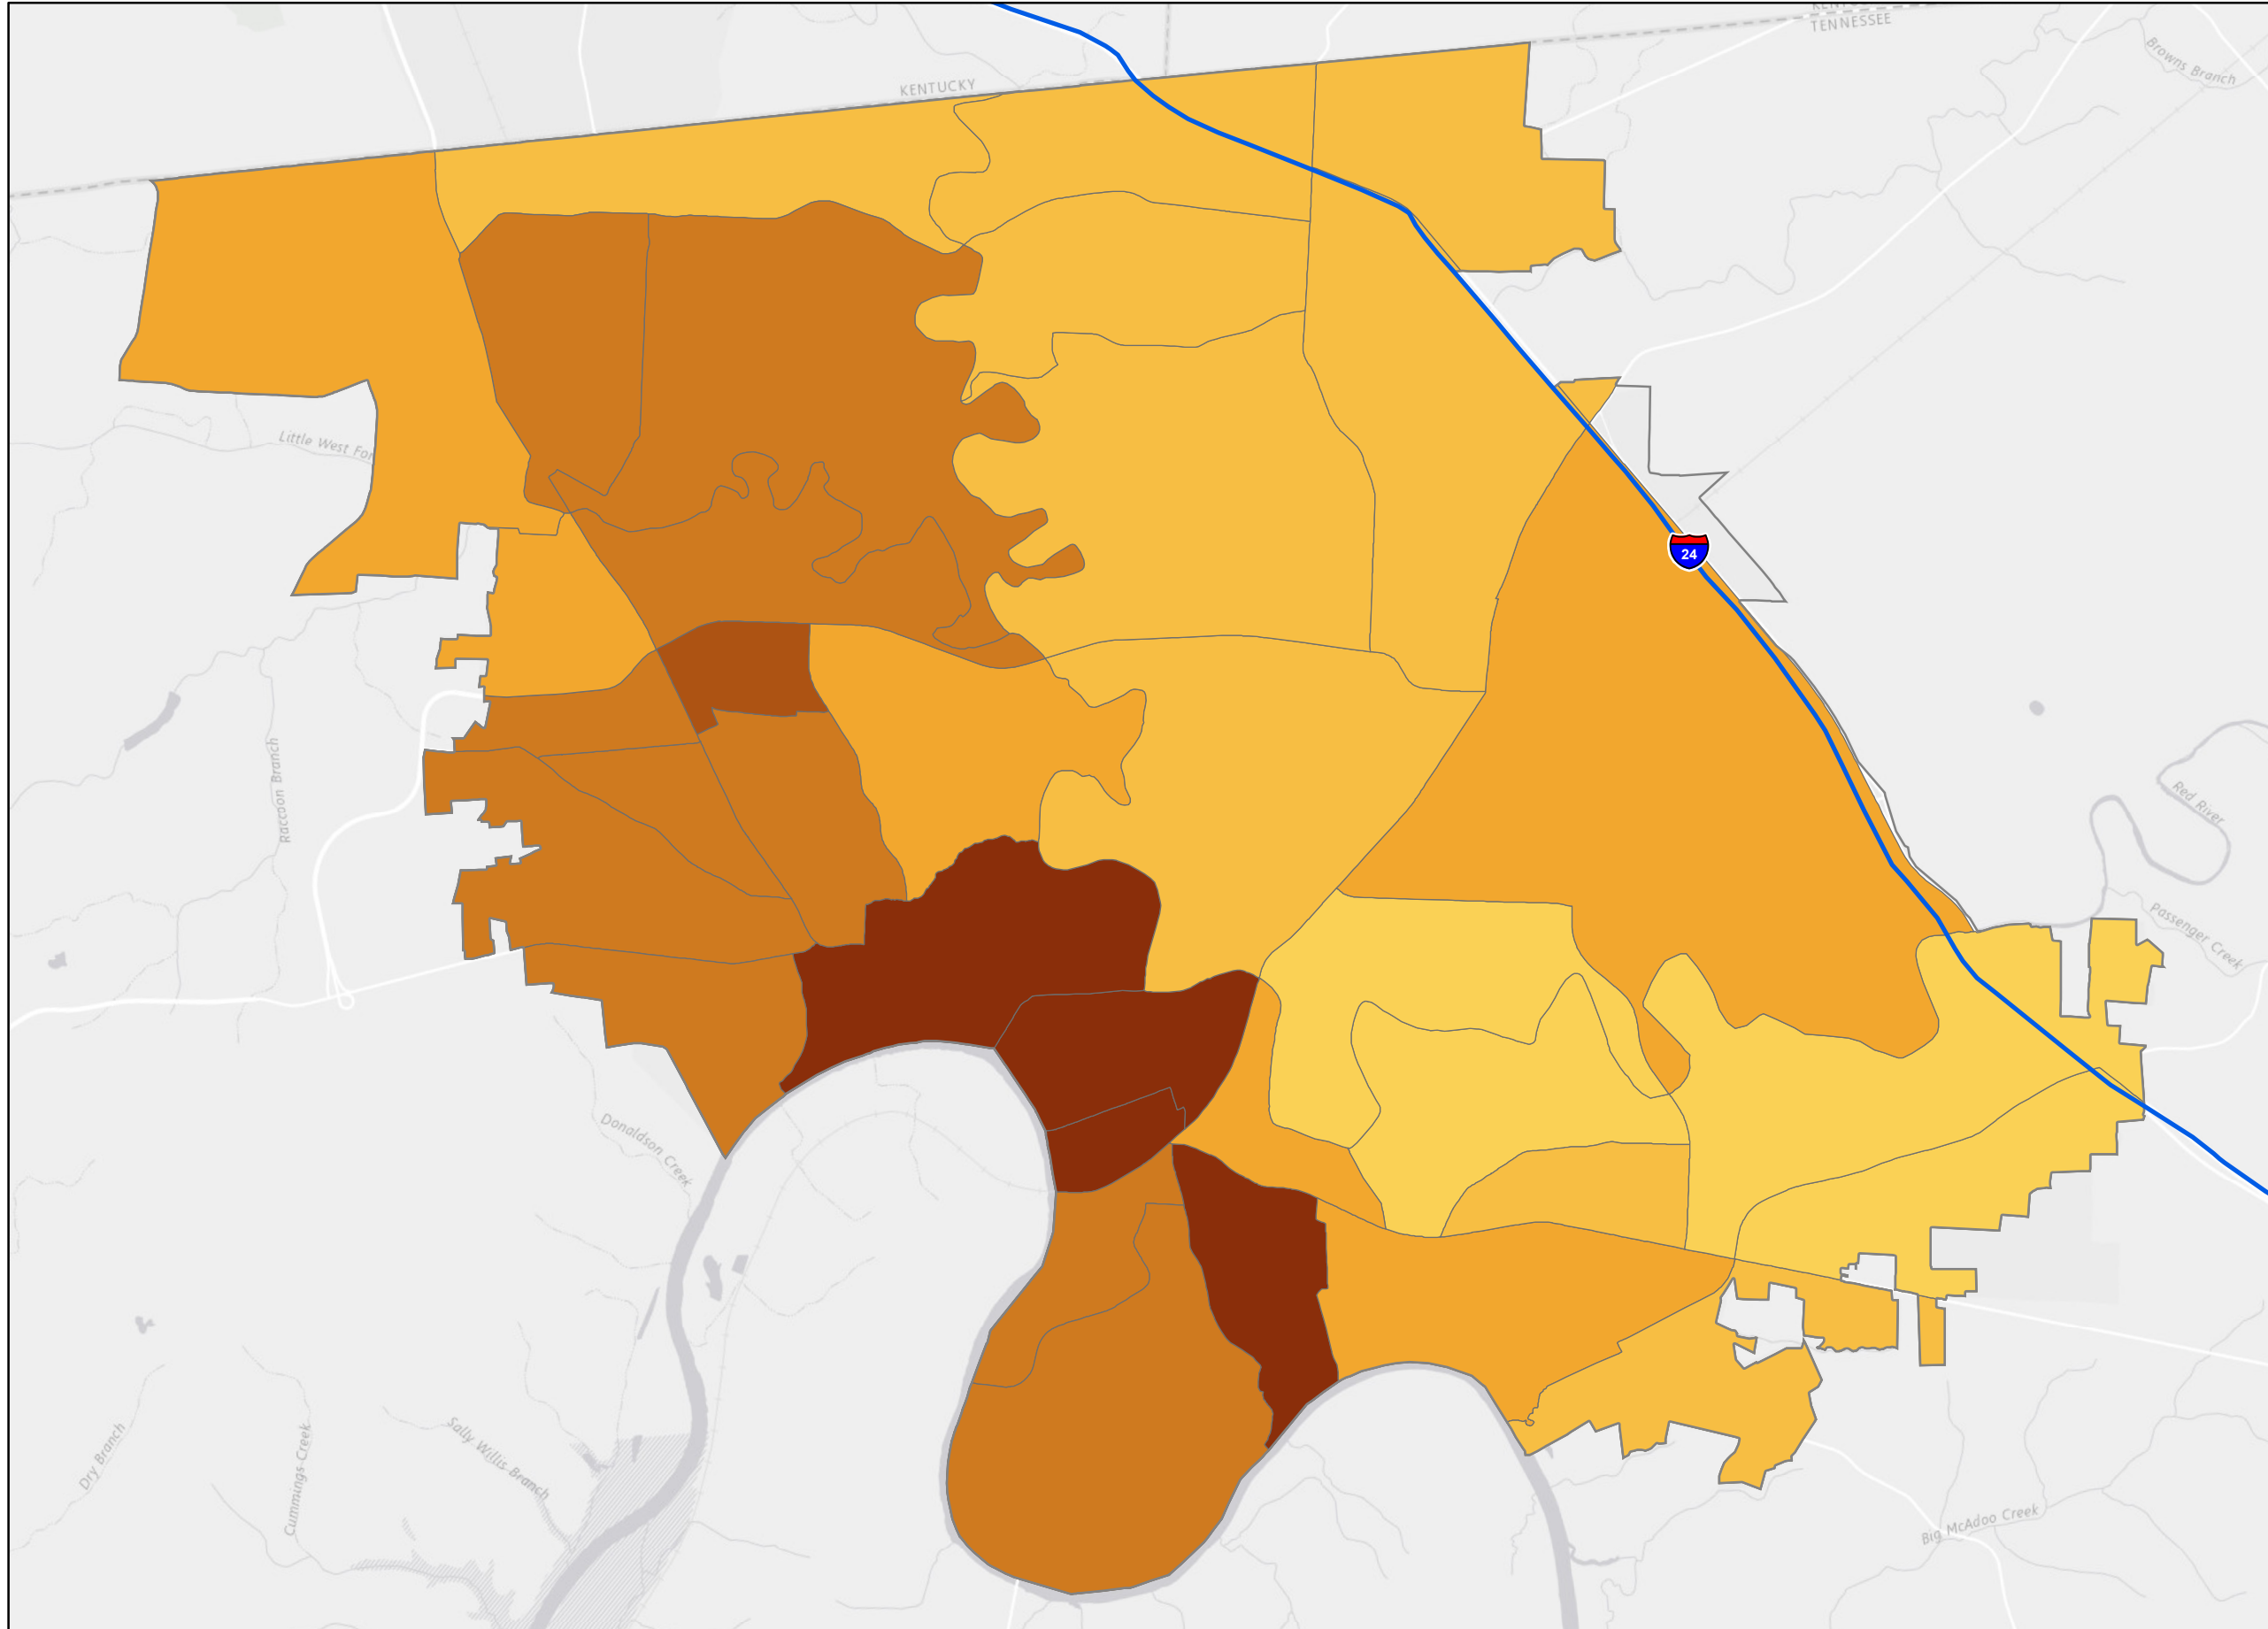 TENNESSEE
KENTUCKY
Browns Branch
Little West For
24
Raccoon Branch
Red River
Passenger Creek
Donaldson Creek
Dry Branch
Cummings Creek
Sally Willis Branch
Big McAdoo Creek